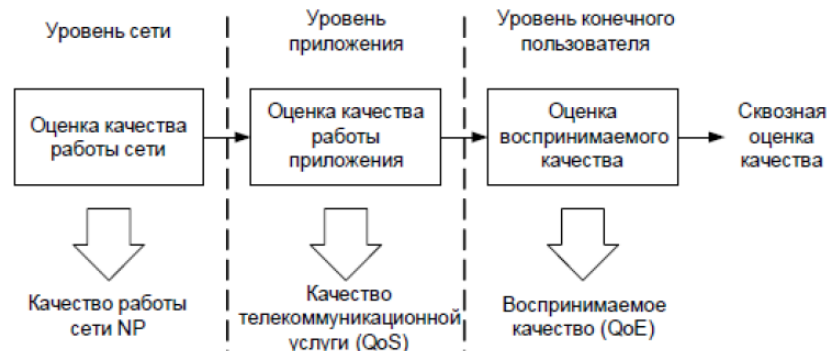 Уровень сети
Уровень
приложения
Уровень конечного
пользователя
Оценка качества
работы сети
Оценка качества
работы
приложения
Оценка
воспринимаемого
качества
Сквозная
оценка
качества
Качество работы
сети NP
Качество
телекоммуникационной
услуги (QoS)
Воспринимаемое
качество (QoE)